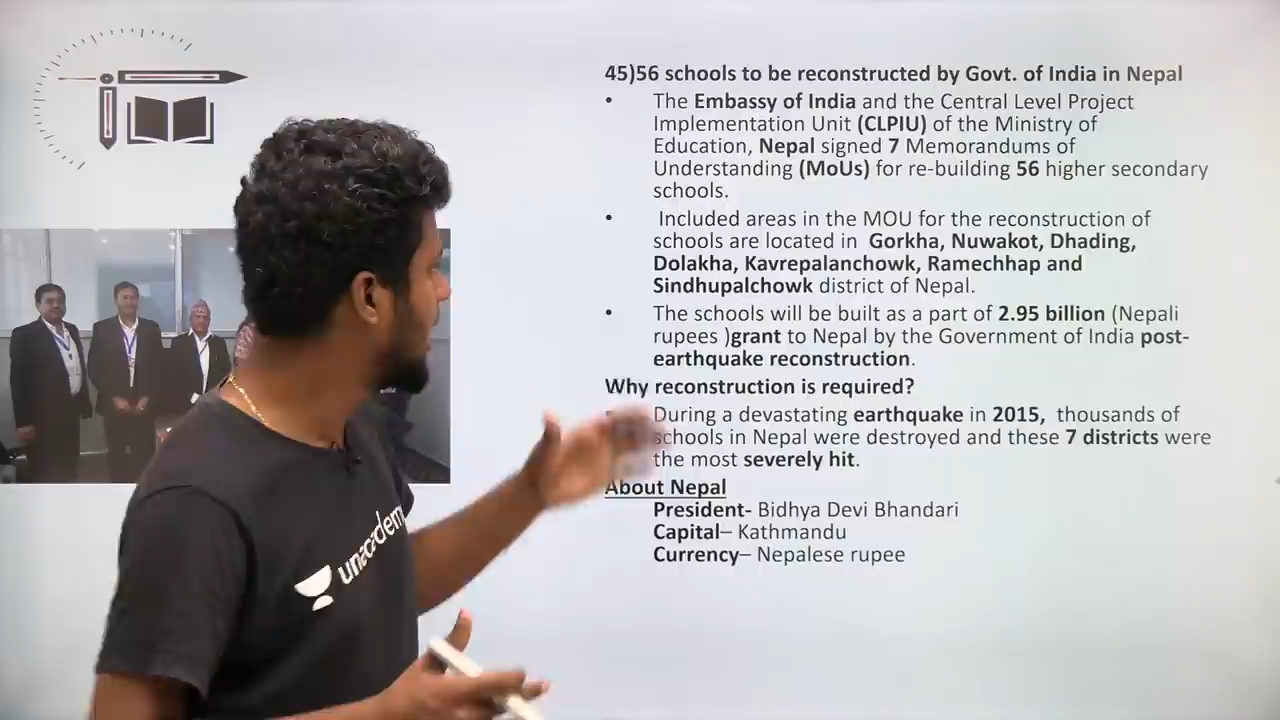 45)56 schools to be reconstructed by Govt. of India in Nepal
• The Embassy of India and the Central Level Project
Implementation Unit (CLPIU) of the Ministry of
Education, Nepal signed 7 Memorandums of
Understanding (MoUs) for re-building 56 higher secondary
schools.
• Included areas in the MOU for the reconstruction of
schools are located in Gorkha, Nuwakot, Dhading,
Dolakha, Kavrepalanchowk, Ramechhap and
Sindhupalchowk district of Nepal.
• The schools will be built as a part of 2.95 billion (Nepali
rupees )grant to Nepal by the Government of India post-
earthquake reconstruction.
Why reconstruction is required?
During a devastating earthquake in 2015, thousands of
schools in Nepal were destroyed and these 7 districts were
the most severely hit.
About Nepal
President- Bidhya Devi Bhandari
Capital– Kathmandu
Currency– Nepalese rupee
unacademy